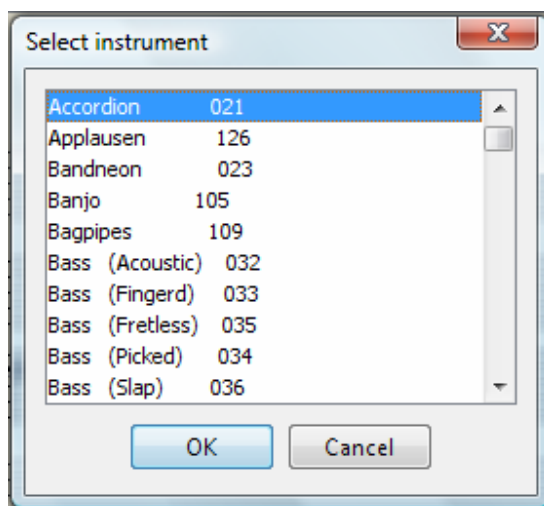 Select instrument
Accordion 021
Applausen 126
Bandneon 023
Banjo 105
Bagpipes 109
Bass (Acoustic) 032
Bass (Fingerd) 033
Bass (Fretless) 035
Bass (Picked) 034
Bass (Slap) 036
OK Cancel